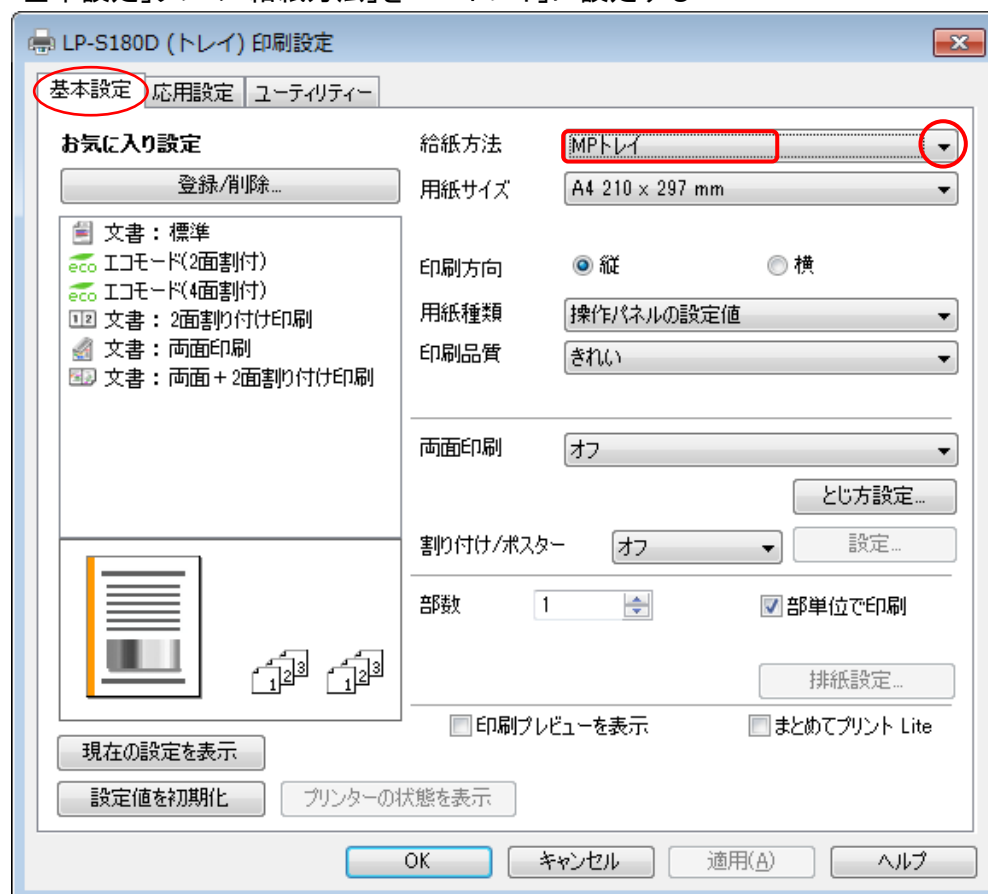 LP-S180D (トレイ) 印刷設定
基本設定 応用設定 ユーティリティー
お気に入り設定
登録/削除...
文書：標準
eco エコモード(2面割付)
eco エコモード(4面割付)
12 文書：2面割り付け印刷
文書：両面印刷
文書：両面＋2面割り付け印刷
給紙方法 MPトレイ
用紙サイズ A4 210 x 297 mm
印刷方向 縦 横
用紙種類 操作パネルの設定値
印刷品質 きれい
両面印刷 オフ
とじ方設定...
割り付け/ポスター オフ 設定...
部数 1 部単位で印刷
1 2 3 1 2 3
排紙設定...
印刷プレビューを表示 まとめてプリント Lite
現在の設定を表示
設定値を初期化 プリンターの状態を表示
OK キャンセル 適用(A) ヘルプ